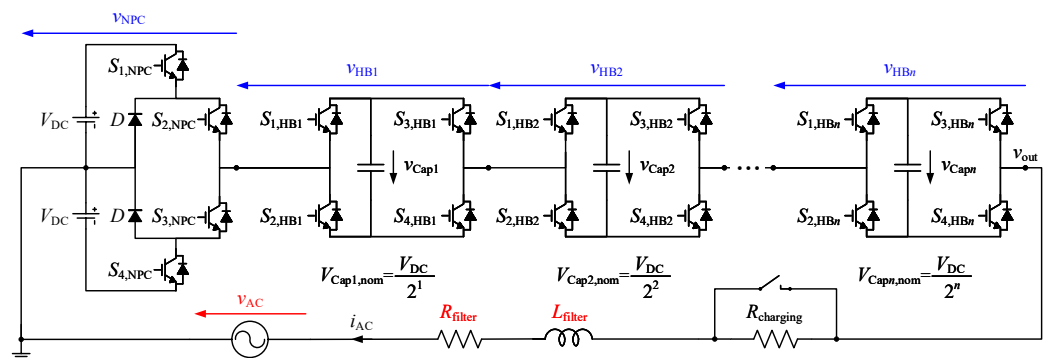 vNPC
S1,NPC
vHB1
vHB2
vHBn
VDC
D
S2,NPC
S1,HB1
S3,HB1
S1,HB2
S3,HB2
S1,HBn
S3,HBn
vCap1
vCap2
...
vCapn
vout
VDC
D
S3,NPC
S2,HB1
S4,HB1
S2,HB2
S4,HB2
S2,HBn
S4,HBn
S4,NPC
VCap1,nom=VDC/2^1
VCap2,nom=VDC/2^2
VCapn,nom=VDC/2^n
vAC
iAC
Rfilter
Lfilter
Rcharging